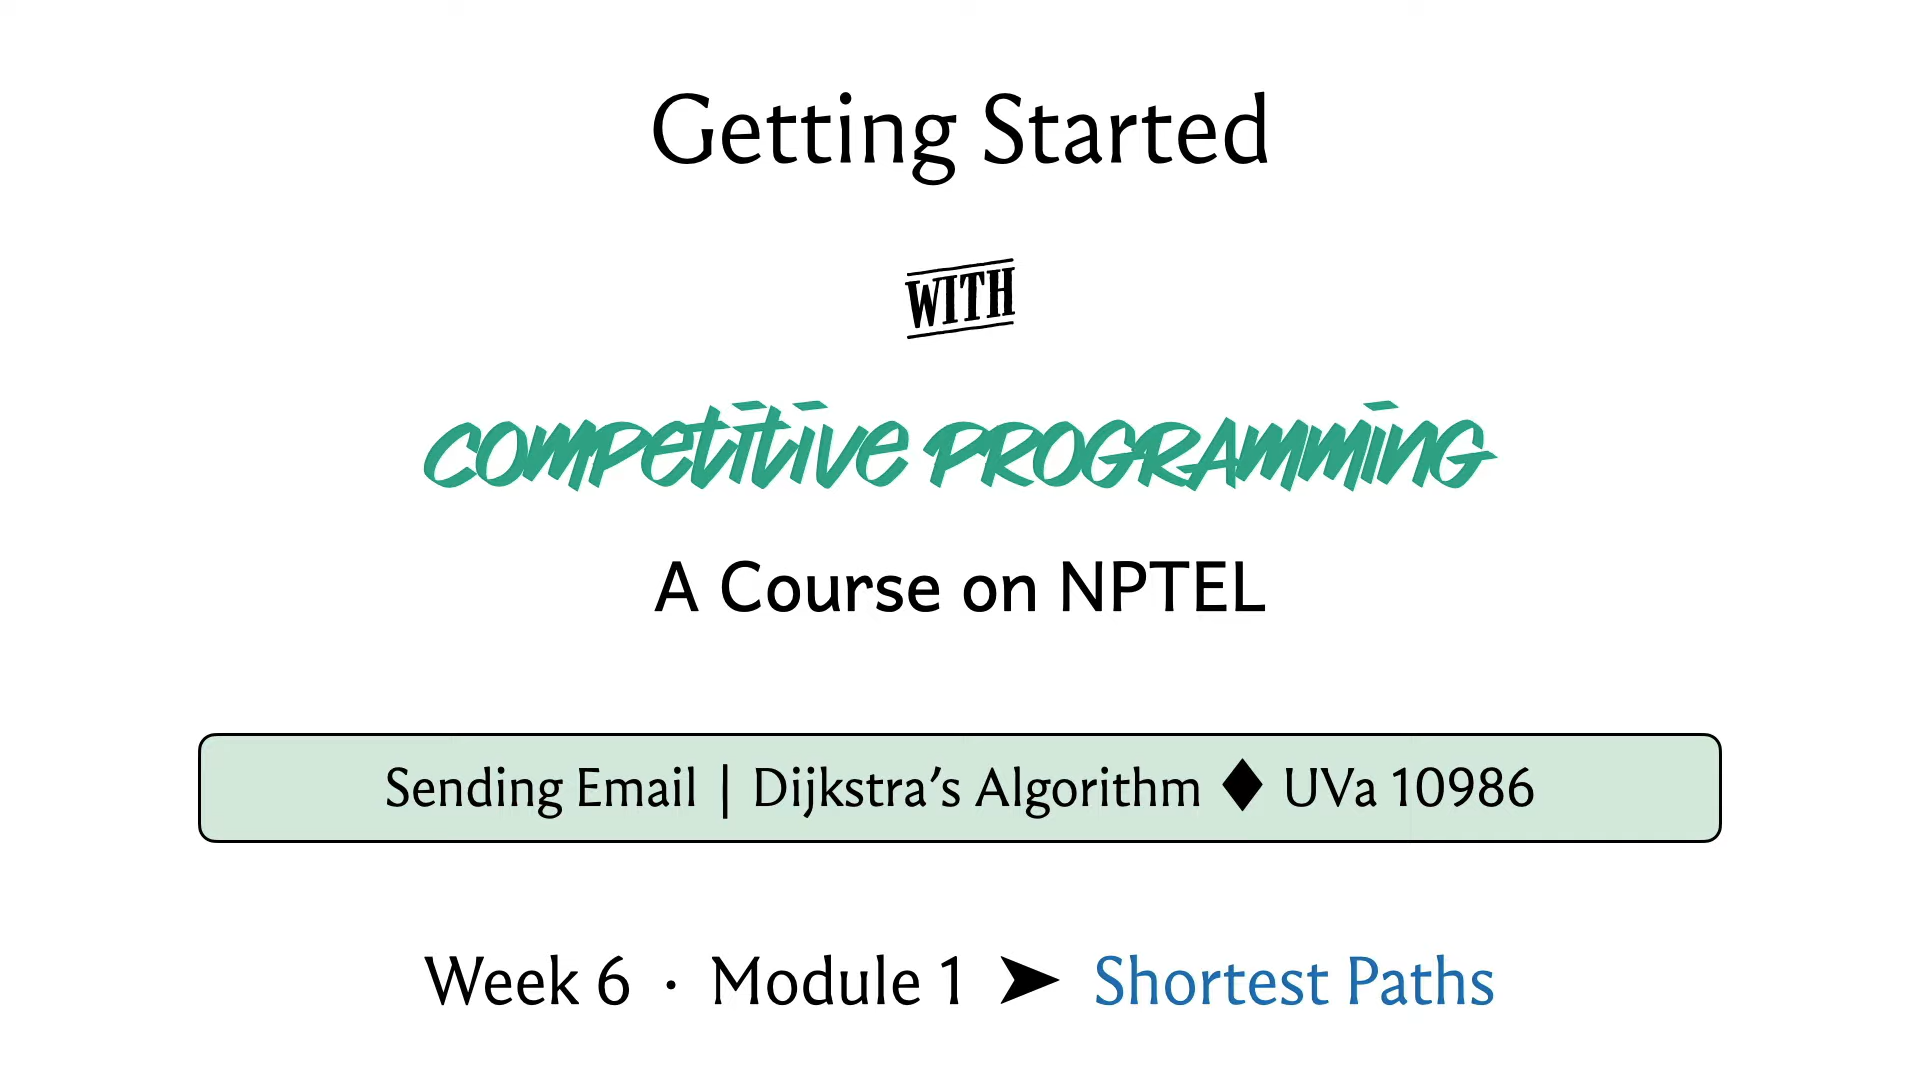 Getting Started
WITH
COMPETITIVE PROGRAMMING
A Course on NPTEL
Sending Email | Dijkstra’s Algorithm ♦ UVa 10986
Week 6 · Module 1 ➤ Shortest Paths